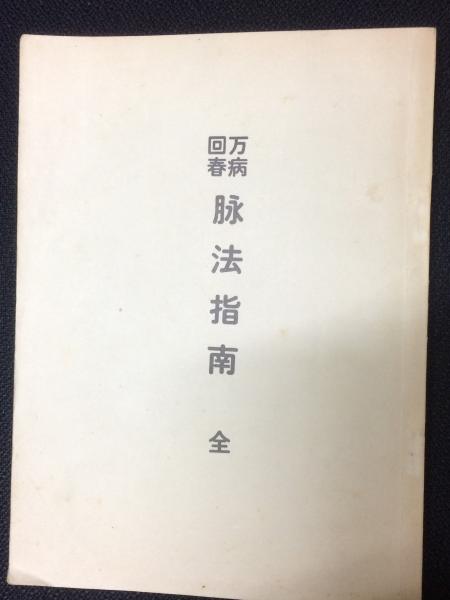 万病
回春
脉法指南 全